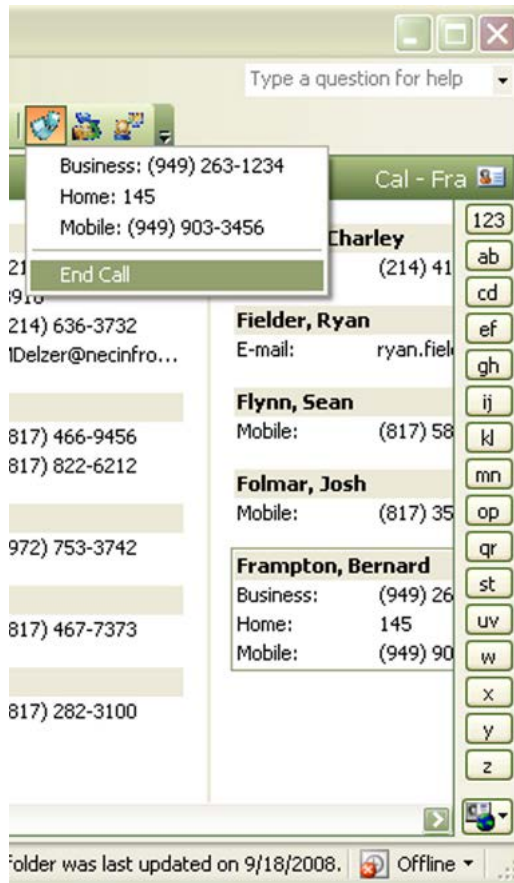 Type a question for help
Business: (949) 263-1234
Home: 145
Mobile: (949) 903-3456
End Call
Cal - Fra
Charley
(214) 41
214) 636-3732
MDelzer@necinfro...
817) 466-9456
817) 822-6212
972) 753-3742
817) 467-7373
817) 282-3100
Fielder, Ryan
E-mail: ryan.fiel
Flynn, Sean
Mobile: (817) 58
Folmar, Josh
Mobile: (817) 35
Frampton, Bernard
Business: (949) 26
Home: 145
Mobile: (949) 90
123
ab
cd
ef
gh
ij
kl
mn
op
qr
st
uv
w
x
y
z
folder was last updated on 9/18/2008.
Offline